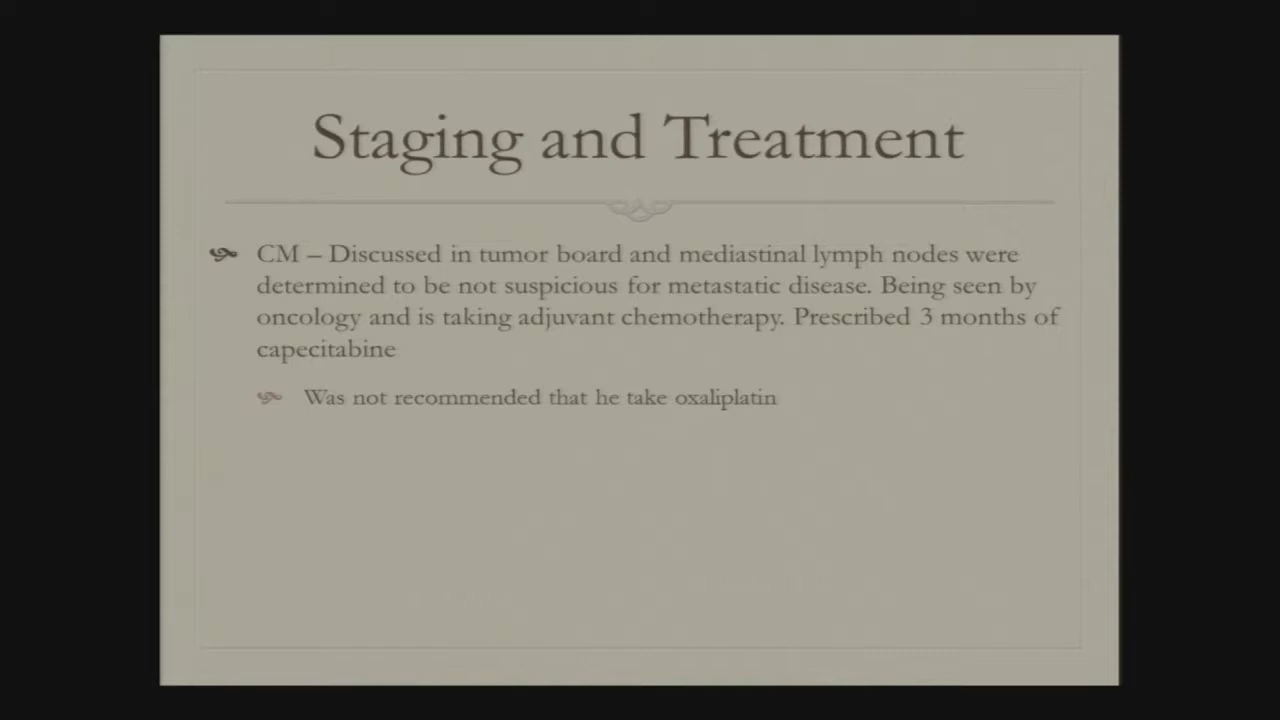 Staging and Treatment
CM – Discussed in tumor board and mediastinal lymph nodes were
determined to be not suspicious for metastatic disease. Being seen by
oncology and is taking adjuvant chemotherapy. Prescribed 3 months of
capecitabine
Was not recommended that he take oxaliplatin